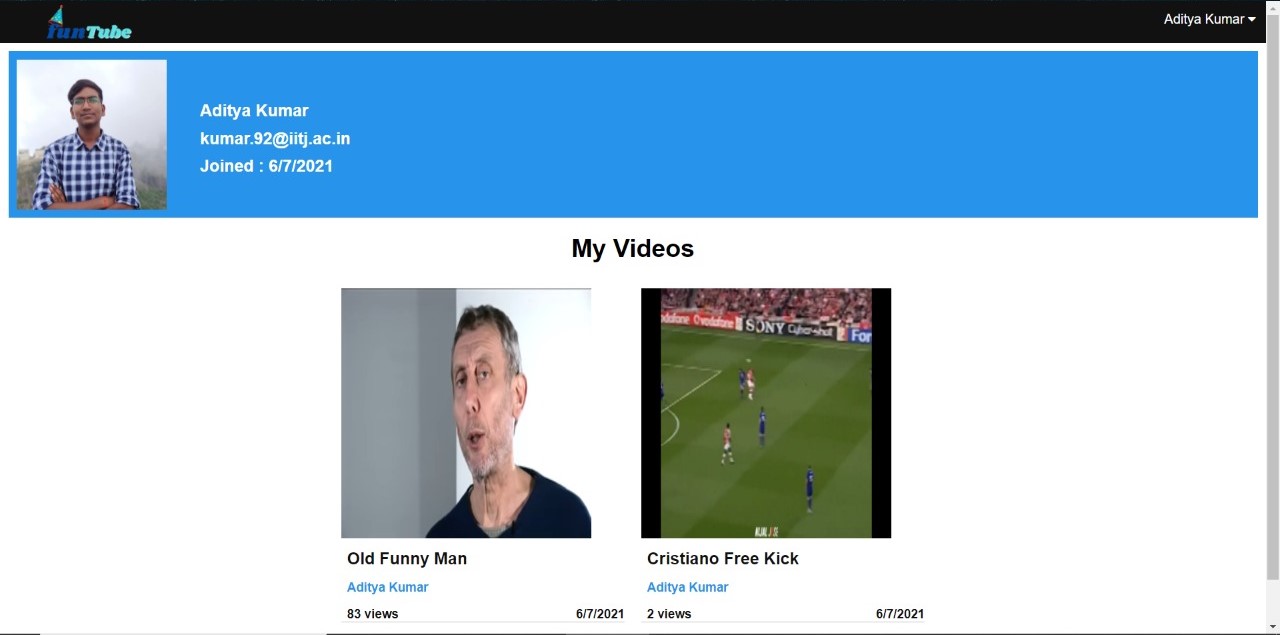 funTube
Aditya Kumar
Aditya Kumar
kumar.92@iitj.ac.in
Joined : 6/7/2021
My Videos
vodafone vodafone SONY Cyber-shot For
Old Funny Man
Cristiano Free Kick
Aditya Kumar
Aditya Kumar
83 views 6/7/2021
2 views 6/7/2021